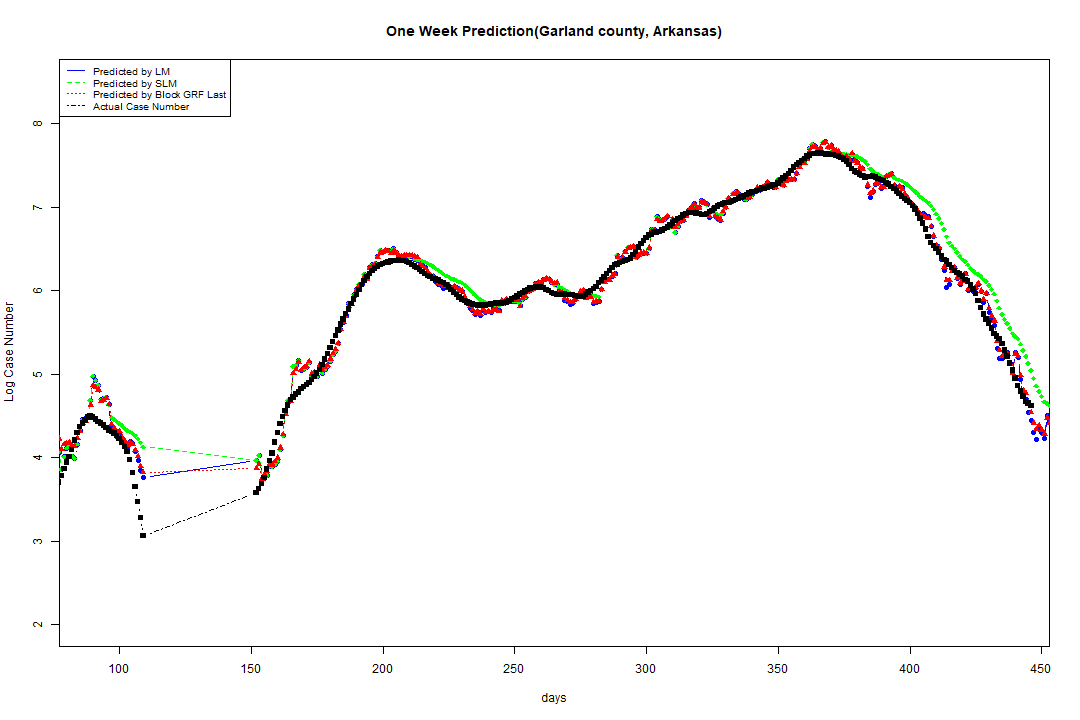 One Week Prediction(Garland county, Arkansas)
Predicted by LM
Predicted by SLM
Predicted by Block GRF Last
Actual Case Number
8
7
6
5
4
3
2
Log Case Number
100 150 200 250 300 350 400 450
days